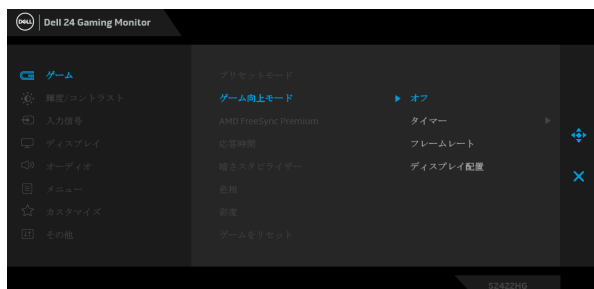 DELL Dell 24 Gaming Monitor
ゲーム
輝度/コントラスト
入力信号
ディスプレイ
オーディオ
メニュー
カスタマイズ
その他
プリセットモード
ゲーム向上モード
AMD FreeSync Premium
応答時間
暗さスタビライザー
色相
彩度
ゲームをリセット
オフ
タイマー
フレームレート
ディスプレイ配置
S2422HG